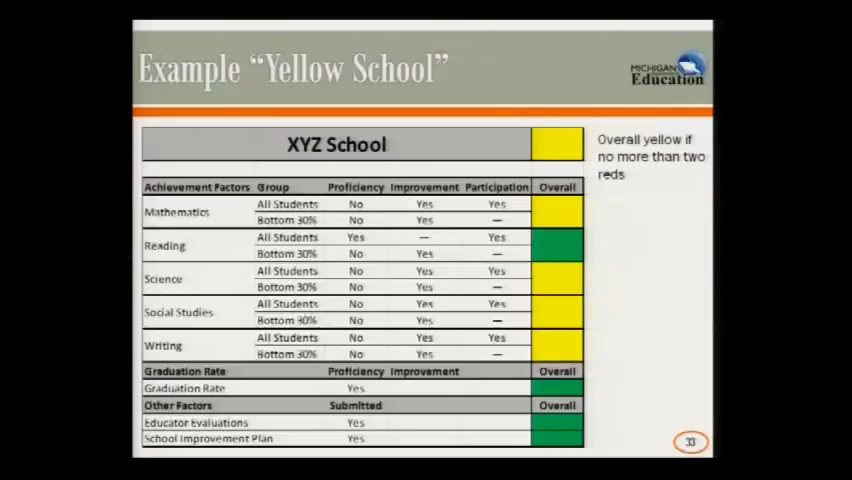 Example “Yellow School”
MICHIGAN
Education
XYZ School
Overall yellow if
no more than two
reds
Achievement Factors Group Proficiency Improvement Participation Overall
Mathematics
All Students No Yes Yes
Bottom 30% No Yes —
Reading
All Students Yes — Yes
Bottom 30% No Yes —
Science
All Students No Yes Yes
Bottom 30% No Yes —
Social Studies
All Students No Yes Yes
Bottom 30% No Yes —
Writing
All Students No Yes Yes
Bottom 30% No Yes —
Graduation Rate Proficiency Improvement Overall
Graduation Rate Yes
Other Factors Submitted Overall
Educator Evaluations Yes
School Improvement Plan Yes
33